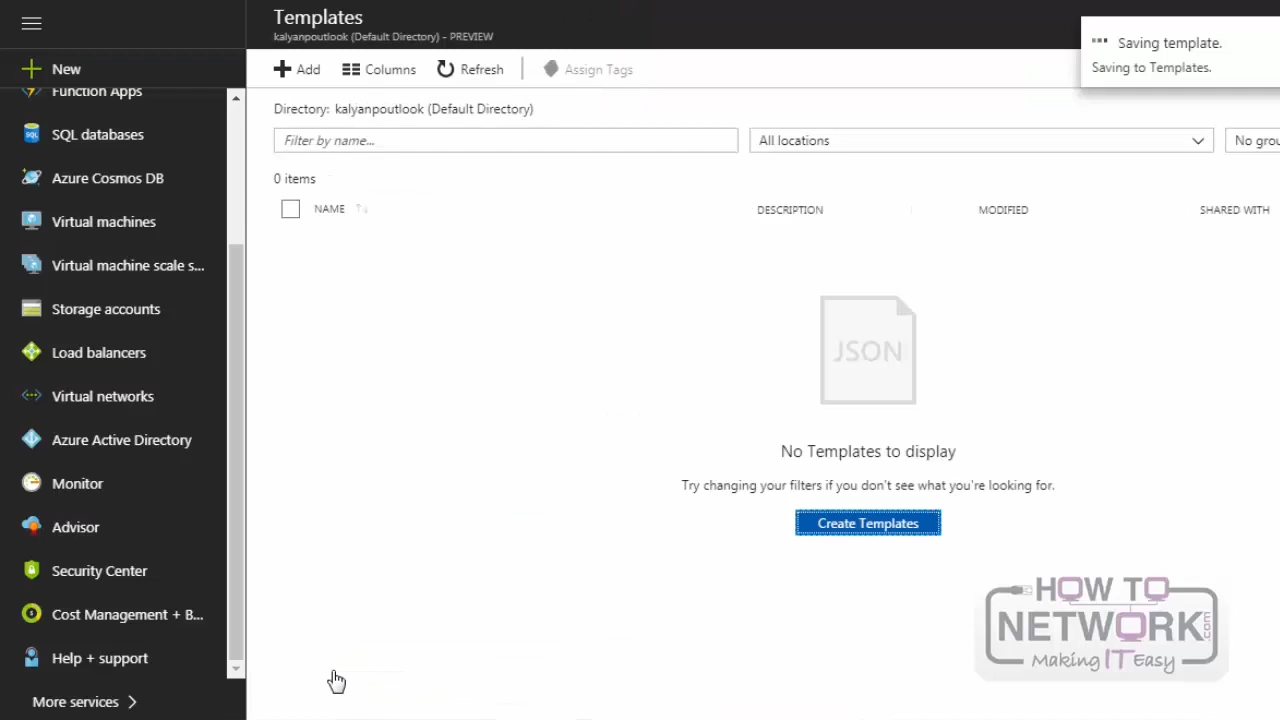 Templates
kalyanpoutlook (Default Directory) - PREVIEW
Saving template.
Saving to Templates.
New
Add
Columns
Refresh
Assign Tags
Function Apps
SQL databases
Azure Cosmos DB
Virtual machines
Virtual machine scale s...
Storage accounts
Load balancers
Virtual networks
Azure Active Directory
Monitor
Advisor
Security Center
Cost Management + B...
Help + support
More services
Directory: kalyanpoutlook (Default Directory)
Filter by name...
All locations
No grou
0 items
NAME
DESCRIPTION
MODIFIED
SHARED WITH
JSON
No Templates to display
Try changing your filters if you don't see what you're looking for.
Create Templates
HOW TO
NETWORK.com
Making IT Easy